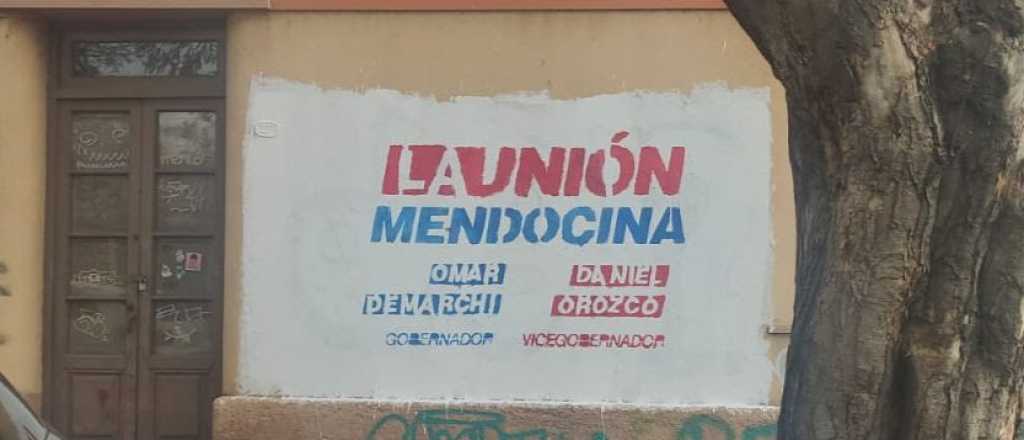 LA UNIÓN
MENDOCINA
OMAR
DEMARCHI
GOBERNADOR
DANIEL
OROZCO
VICEGOBERNADOR